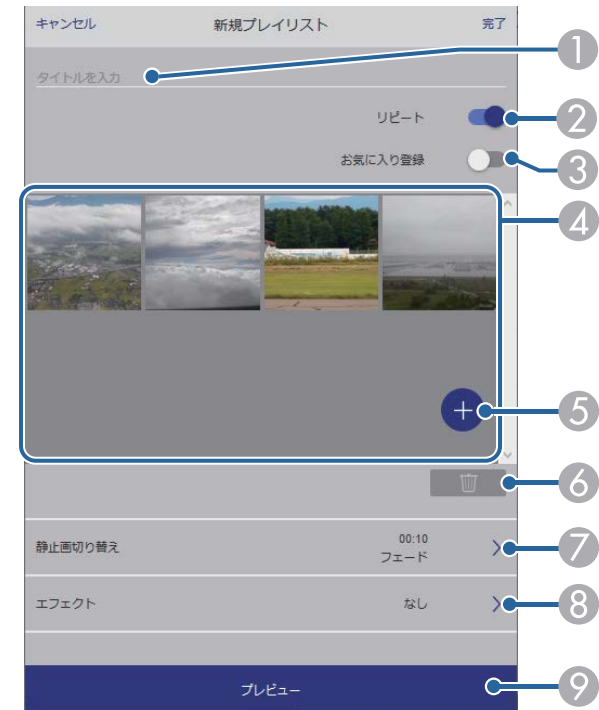 キャンセル 新規プレイリスト 完了
1
タイトルを入力
リピート
2
お気に入り登録
3
4
5
6
静止画切り替え 00:10
フェード
7
エフェクト なし
8
プレビュー
9